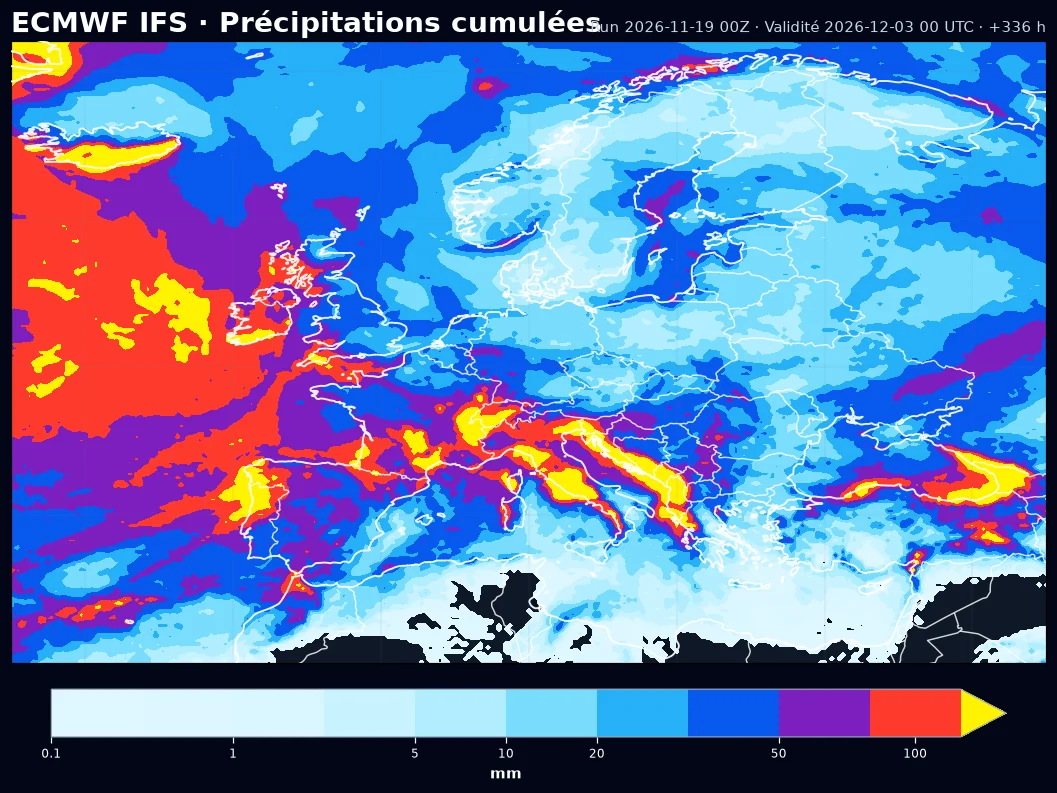 ECMWF IFS · Précipitations cumulées
Run 2026-11-19 00Z · Validité 2026-12-03 00 UTC · +336 h
0.1 1 5 10 20 50 100
mm